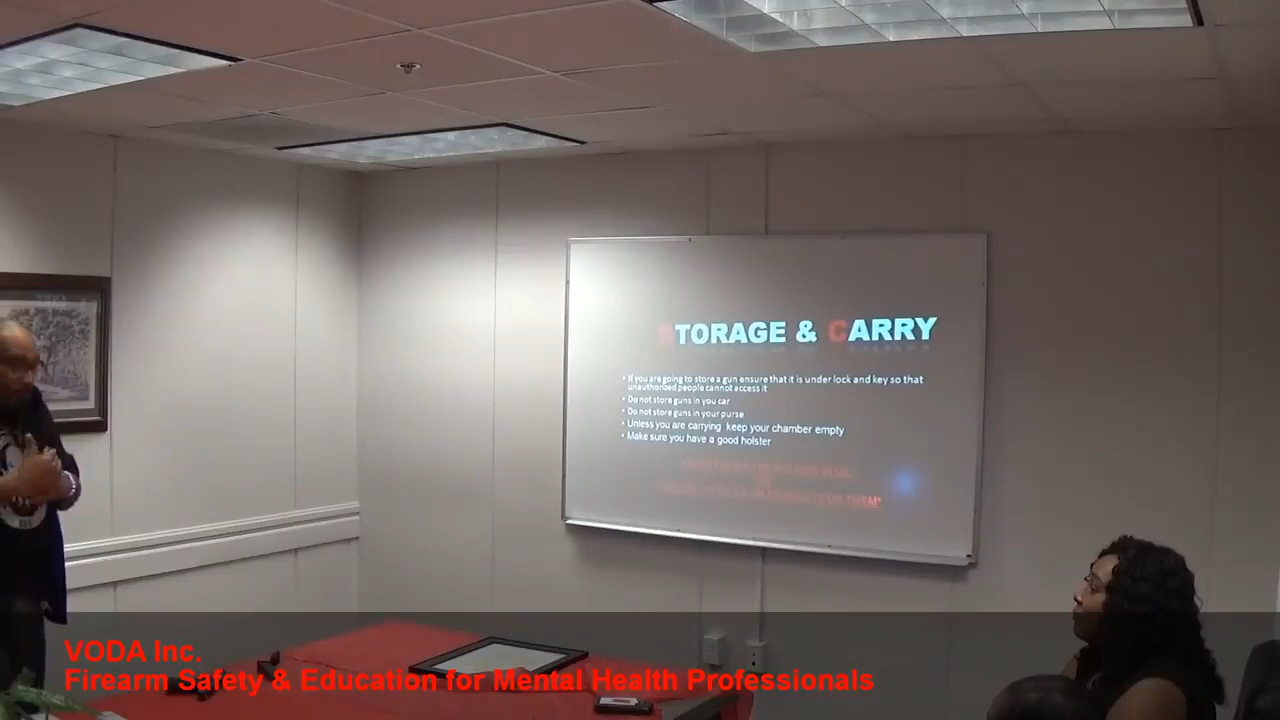 STORAGE & CARRY
• If you are going to store a gun ensure that it is under lock and key so that
unauthorized people cannot access it
• Do not store guns in you car
• Do not store guns in your purse
• Unless you are carrying keep your chamber empty
• Make sure you have a good holster
THEM"
VODA Inc.
Firearm Safety & Education for Mental Health Professionals